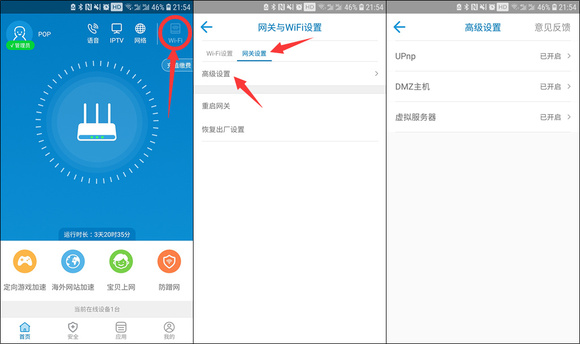 HD 46% 21:54
POP
管理员
语音
IPTV
网络
Wi-Fi
充值缴费
运行时长：3天20时35分
定向游戏加速
海外网站加速
宝贝上网
防蹭网
当前在线设备1台
首页
安全
应用
我的
HD 46% 21:54
网关与WiFi设置
Wi-Fi设置
网关设置
高级设置
重启网关
恢复出厂设置
HD 46% 21:54
高级设置
意见反馈
UPnp 已开启
DMZ主机 已开启
虚拟服务器 已开启